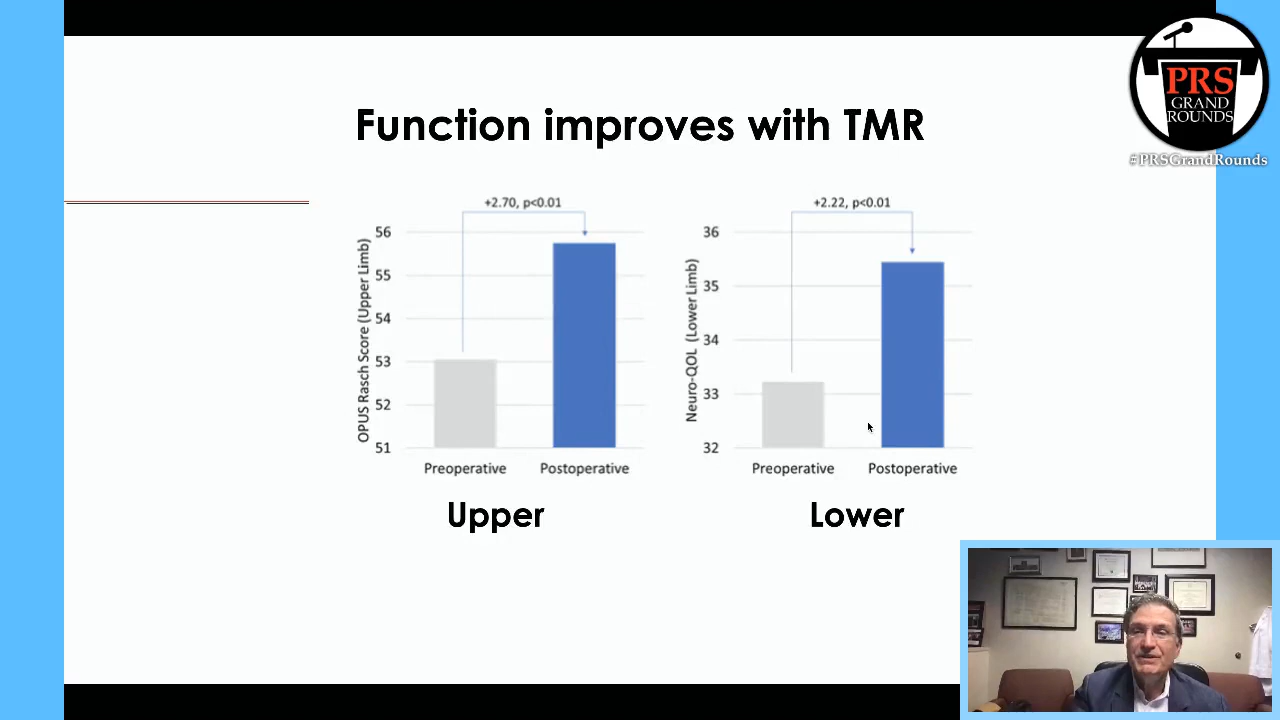 PRS
GRAND
ROUNDS
#PRSGrandRounds
Function improves with TMR
+2.70, p<0.01
OPUS Rasch Score (Upper Limb)
56
55
54
53
52
51
Preoperative Postoperative
Upper
+2.22, p<0.01
Neuro-QOL (Lower Limb)
36
35
34
33
32
Preoperative Postoperative
Lower